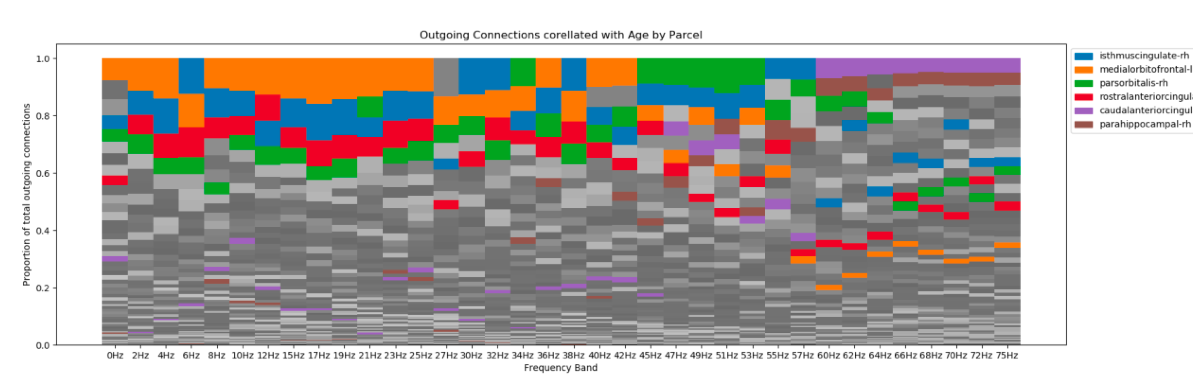 Outgoing Connections corellated with Age by Parcel
isthmuscingulate-rh
medialorbitofrontal-l
parsorbitalis-rh
rostralanteriorcingula
caudalanteriorcingula
parahippocampal-rh
Proportion of total outgoing connections
1.0
0.8
0.6
0.4
0.2
0.0
0Hz 2Hz 4Hz 6Hz 8Hz 10Hz 12Hz 15Hz 17Hz 19Hz 21Hz 23Hz 25Hz 27Hz 30Hz 32Hz 34Hz 36Hz 38Hz 40Hz 42Hz 45Hz 47Hz 49Hz 51Hz 53Hz 55Hz 57Hz 60Hz 62Hz 64Hz 66Hz 68Hz 70Hz 72Hz 75Hz
Frequency Band